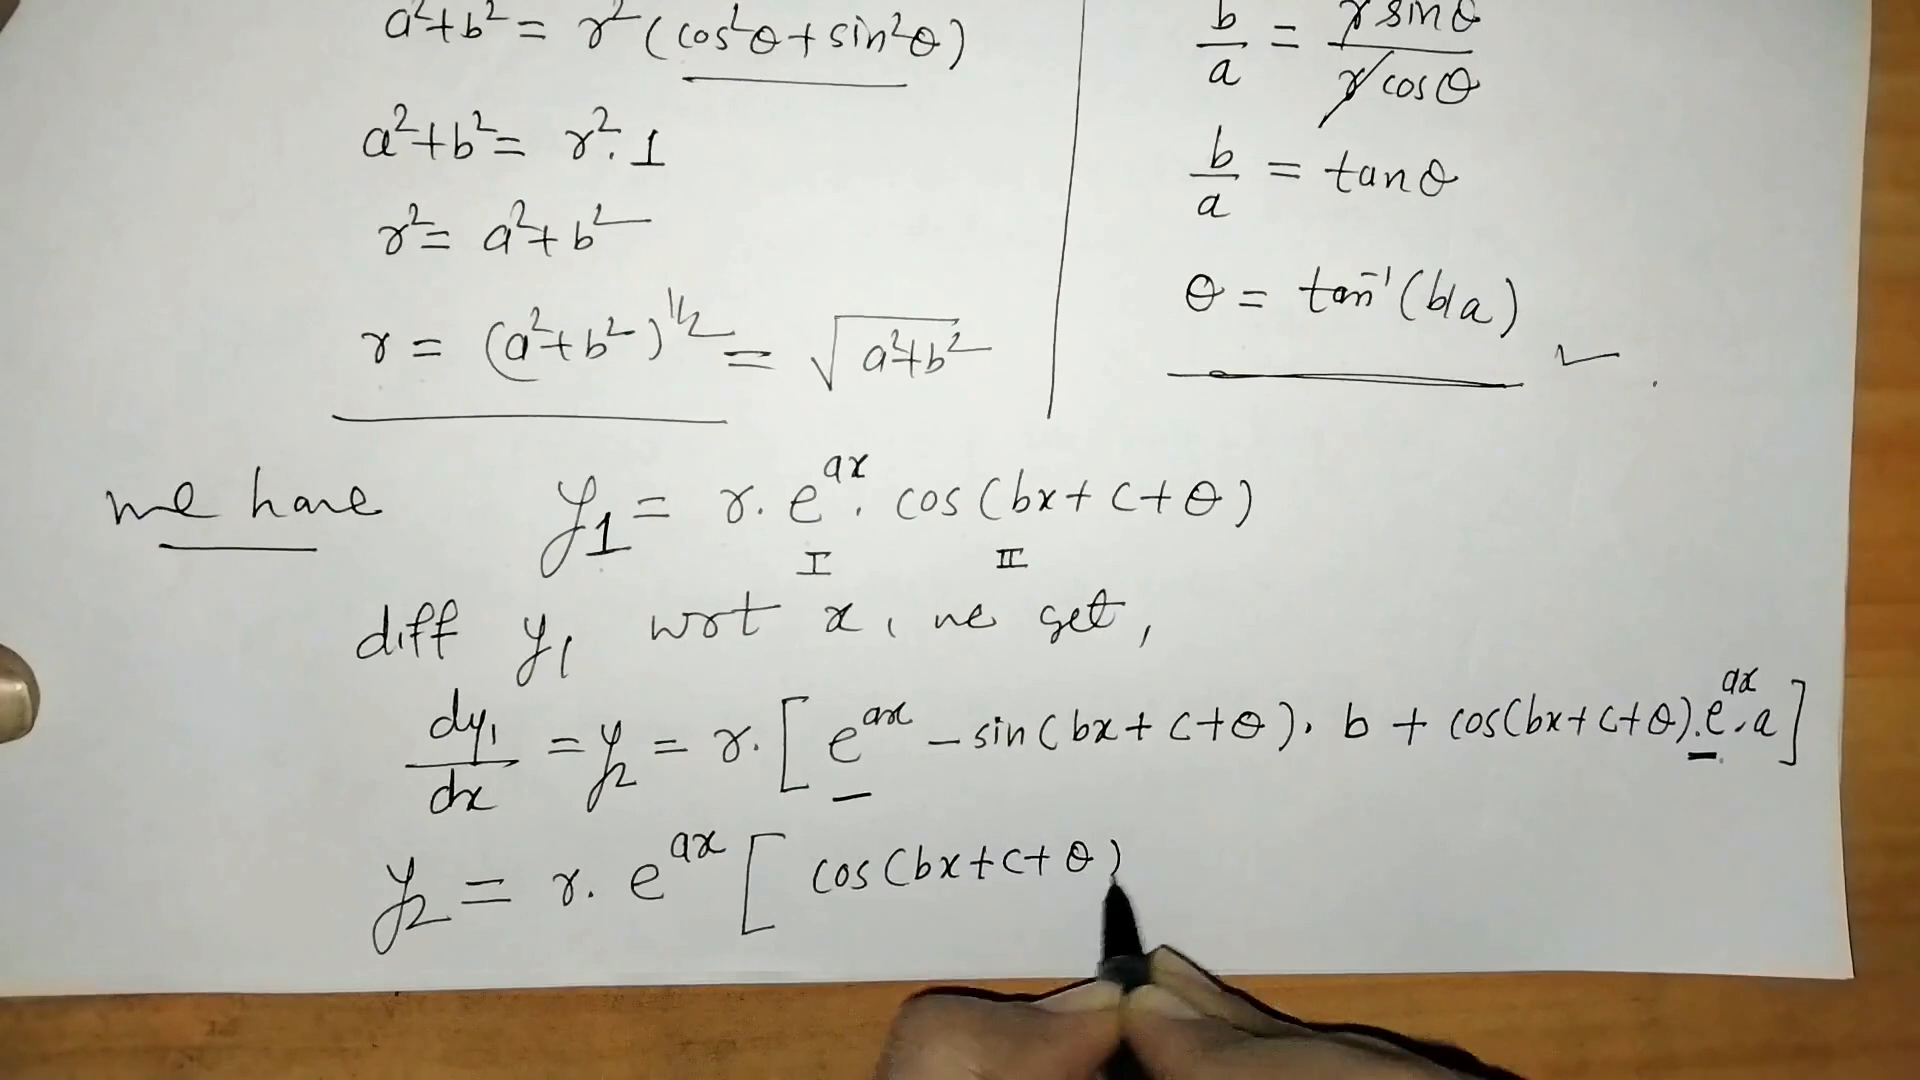 a²+b² = r²(cos²θ+sin²θ)
a²+b² = r².1
r² = a²+b²
r = (a²+b²)^1/2 = √a²+b²
b/a = r sinθ / r cosθ
b/a = tanθ
θ = tan⁻¹(b/a)
we have y₁ = r. e^ax. cos(bx+c+θ)
I II
diff y₁ wrt x, we get,
dy₁/dx = y₂ = r.[e^ax - sin(bx+c+θ). b + cos(bx+c+θ).e^ax.a]
y₂ = r. e^ax [ cos(bx+c+θ)